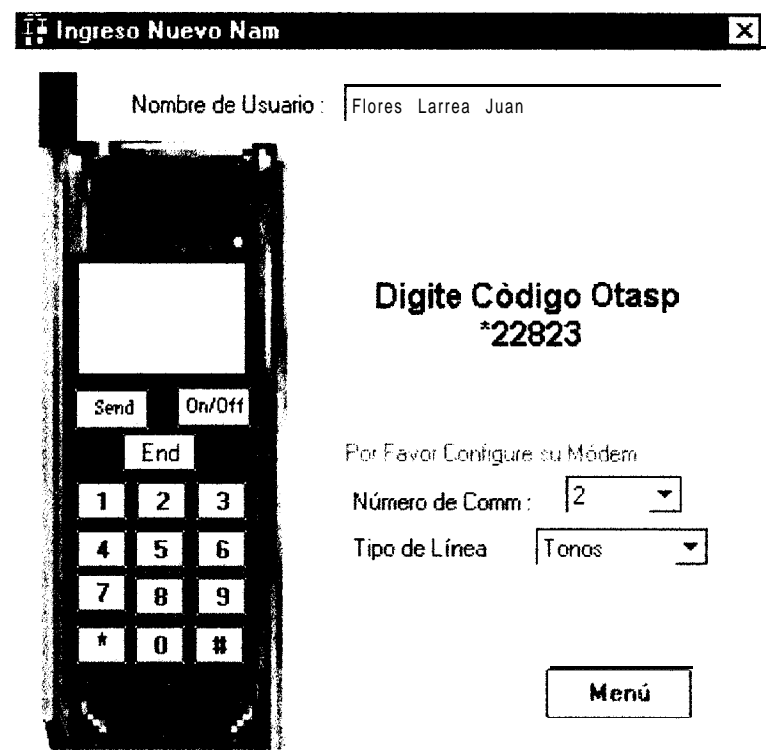 Ingreso Nuevo Nam
Nombre de Usuario : Flores Larrea Juan
Digite Còdigo Otasp
*22823
Send On/Off
End
Por Favor Configure su Módem
1 2 3
Número de Comm : 2
4 5 6
Tipo de Línea Tonos
7 8 9
* 0 #
Menú